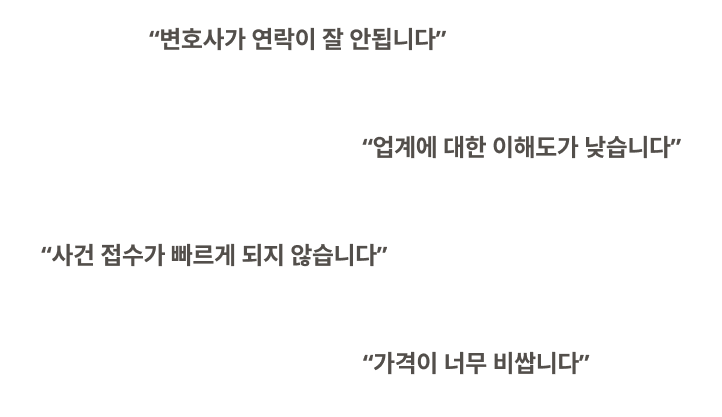 “변호사가 연락이 잘 안됩니다”
“업계에 대한 이해도가 낮습니다”
“사건 접수가 빠르게 되지 않습니다”
“가격이 너무 비쌉니다”